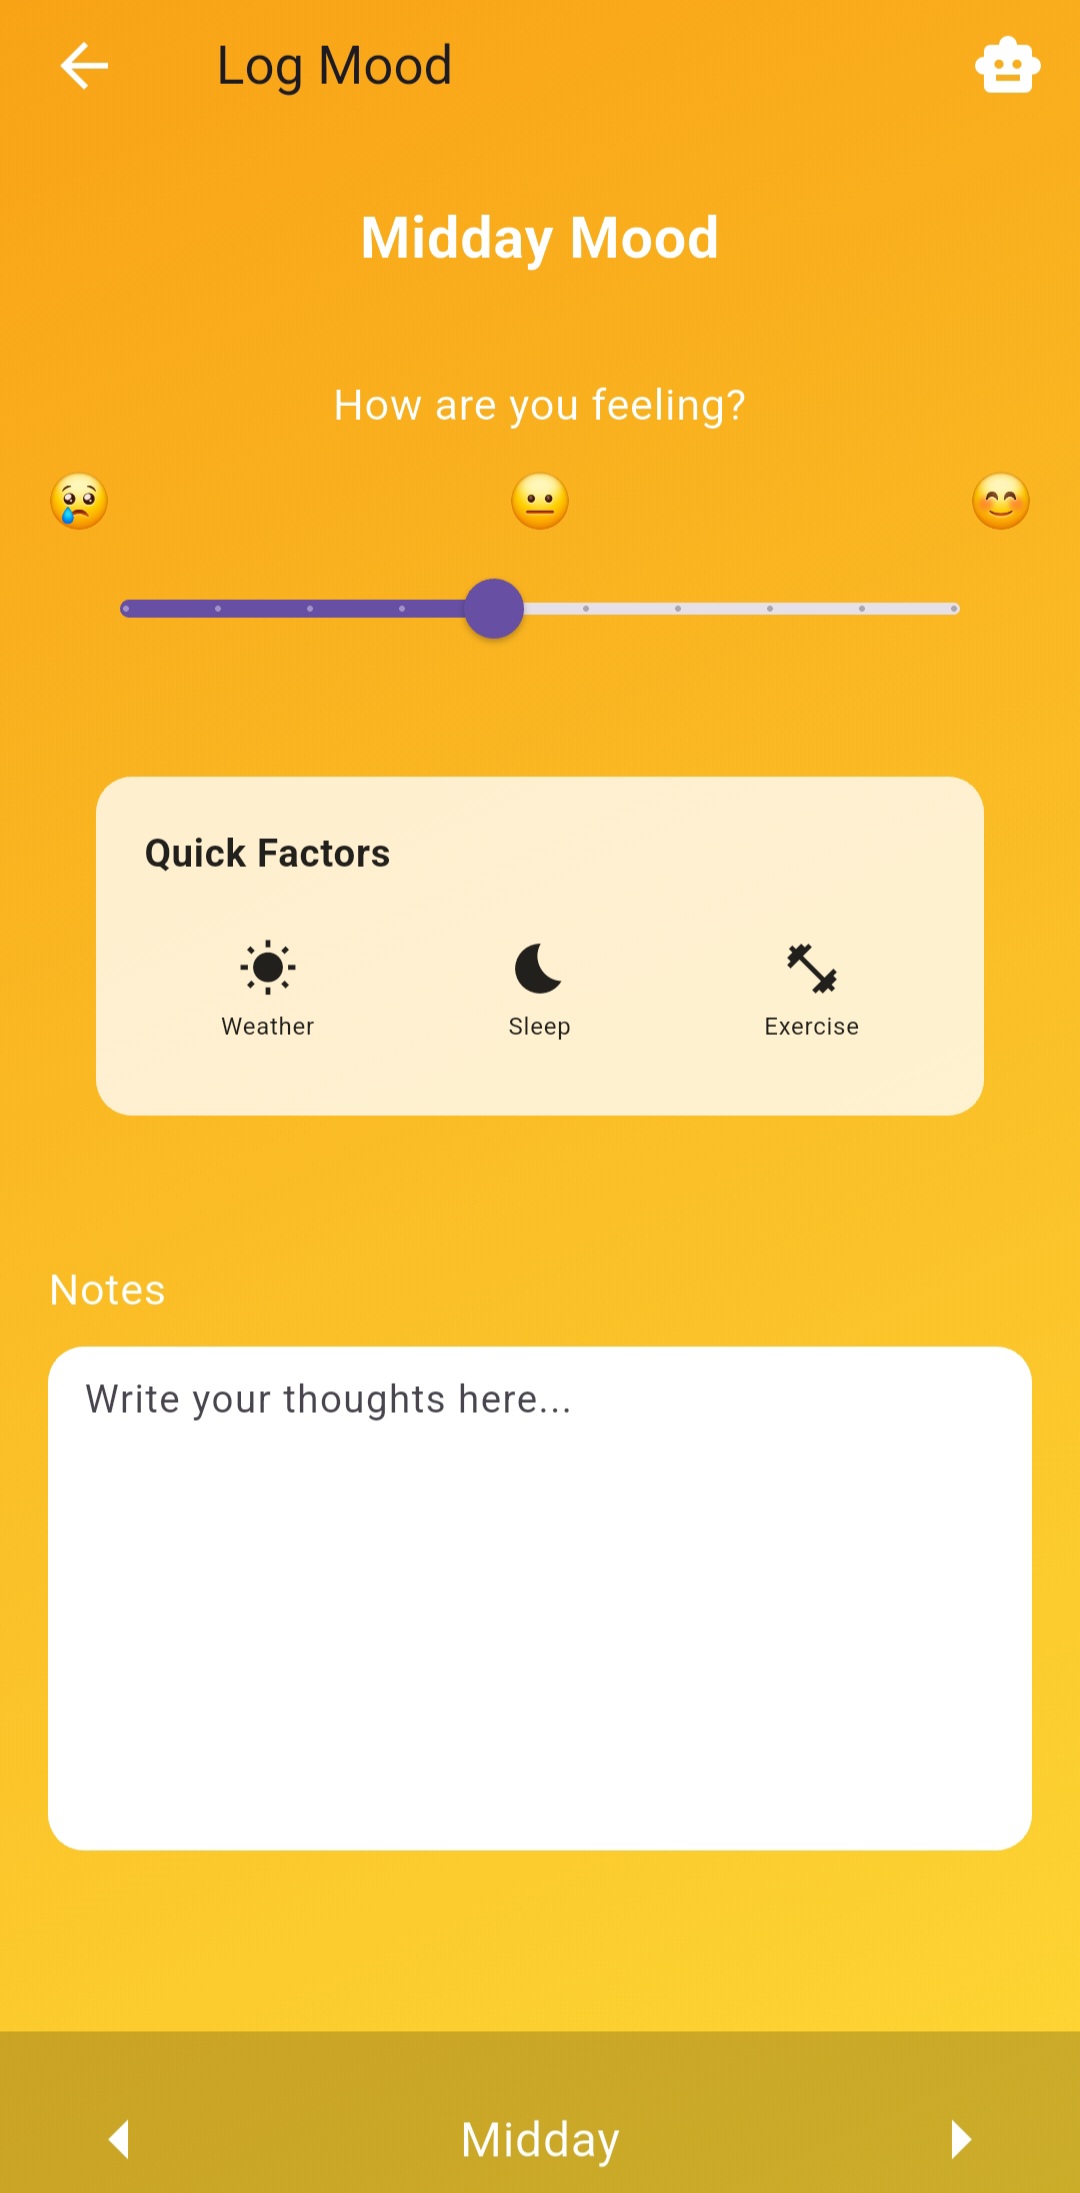 Log Mood
Midday Mood
How are you feeling?
Quick Factors
Weather
Sleep
Exercise
Notes
Write your thoughts here...
Midday